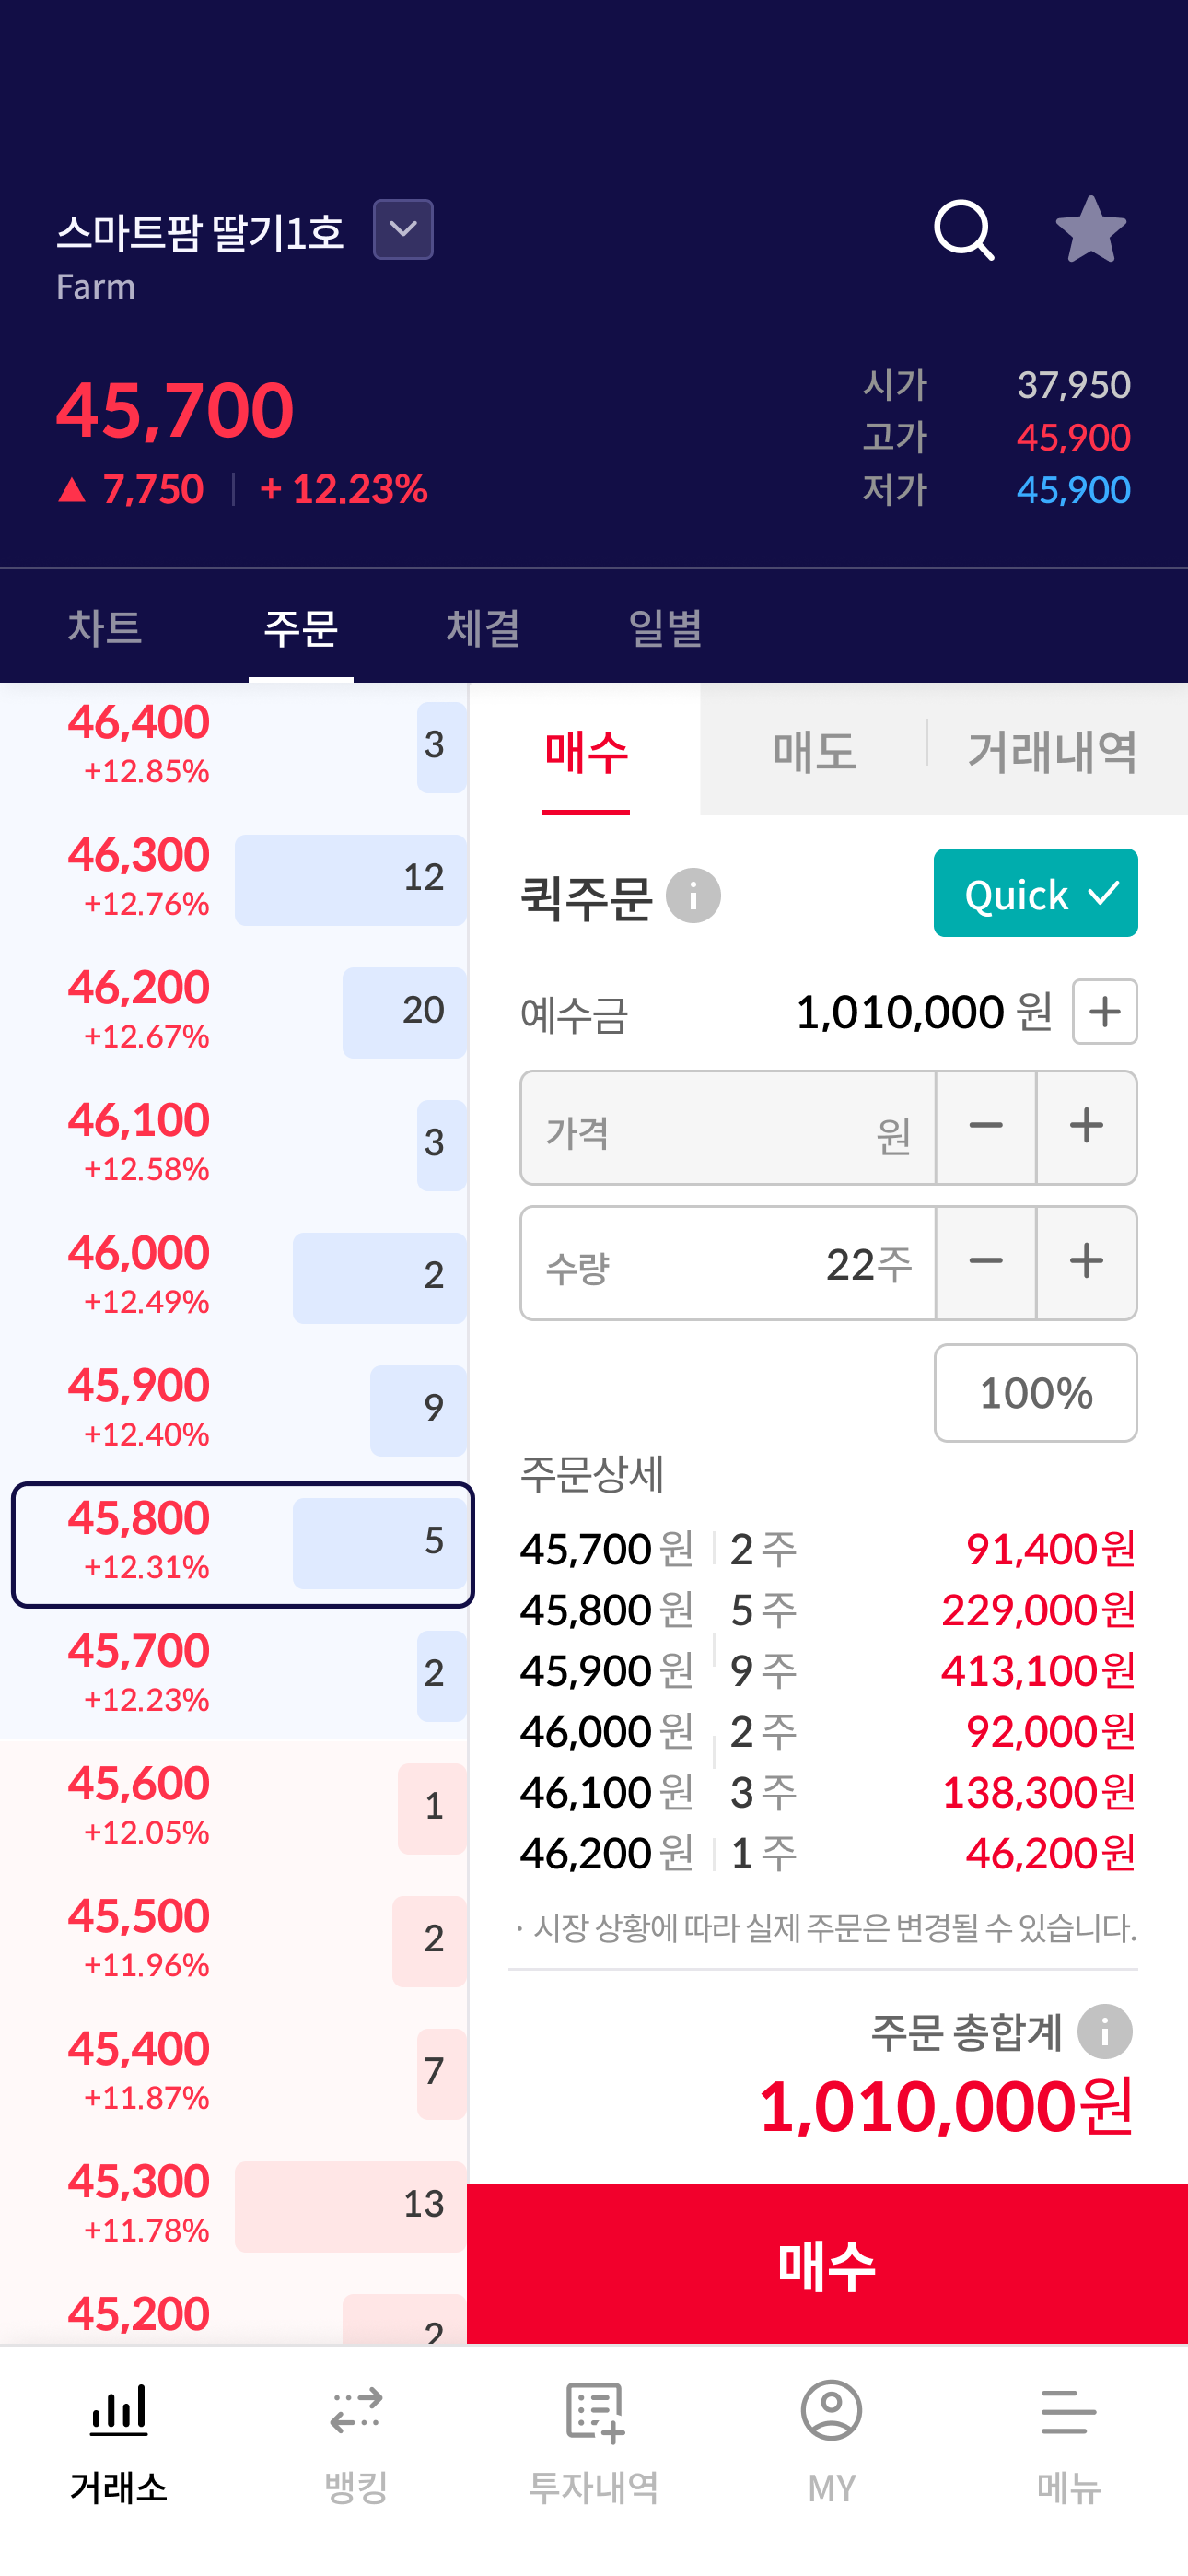 스마트팜 딸기1호
Farm
45,700
▲ 7,750 | + 12.23%
시가 37,950
고가 45,900
저가 45,900
차트 주문 체결 일별
46,400 3
+12.85%
46,300 12
+12.76%
46,200 20
+12.67%
46,100 3
+12.58%
46,000 2
+12.49%
45,900 9
+12.40%
45,800 5
+12.31%
45,700 2
+12.23%
45,600 1
+12.05%
45,500 2
+11.96%
45,400 7
+11.87%
45,300 13
+11.78%
45,200 2
매수 매도 거래내역
퀵주문 i Quick
예수금 1,010,000 원 +
가격 원 − +
수량 22주 − +
100%
주문상세
45,700 원 2 주 91,400원
45,800 원 5 주 229,000원
45,900 원 9 주 413,100원
46,000 원 2 주 92,000원
46,100 원 3 주 138,300원
46,200 원 1 주 46,200원
· 시장 상황에 따라 실제 주문은 변경될 수 있습니다.
주문 총합계 i
1,010,000원
매수
거래소 뱅킹 투자내역 MY 메뉴